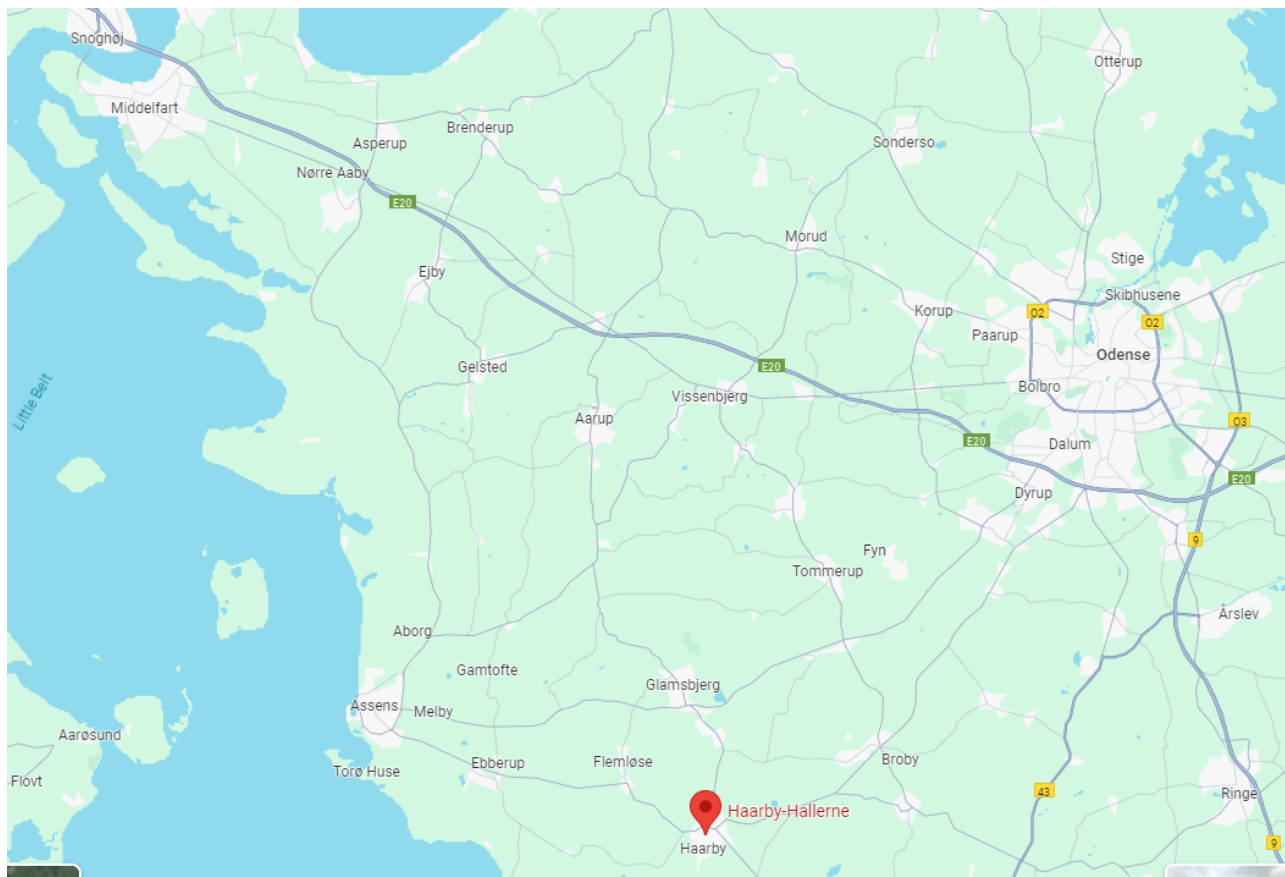 Snoghøj
Otterup
Middelfart
Brenderup
Asperup
Sonderso
Nørre Aaby
E20
Morud
Stige
Ejby
Skibhusene
Korup
O2
O2
Paarup
Odense
Gelsted
E20
Bolbro
Vissenbjerg
Little Belt
Aarup
O3
E20
Dalum
E20
Dyrup
9
Fyn
Tommerup
Årslev
Aborg
Gamtofte
Glamsbjerg
Assens
Melby
Aarøsund
Broby
Flemløse
Ebberup
Torø Huse
Flovt
43
Ringe
Haarby-Hallerne
9
Haarby